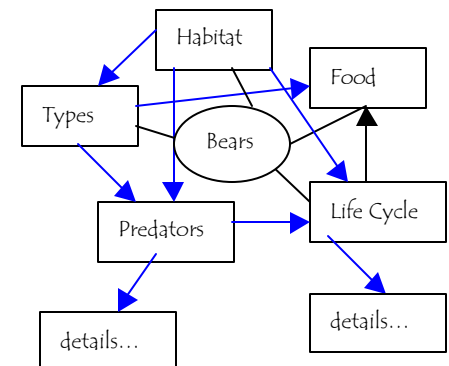 Habitat
Food
Types
Bears
Life Cycle
Predators
details...
details...